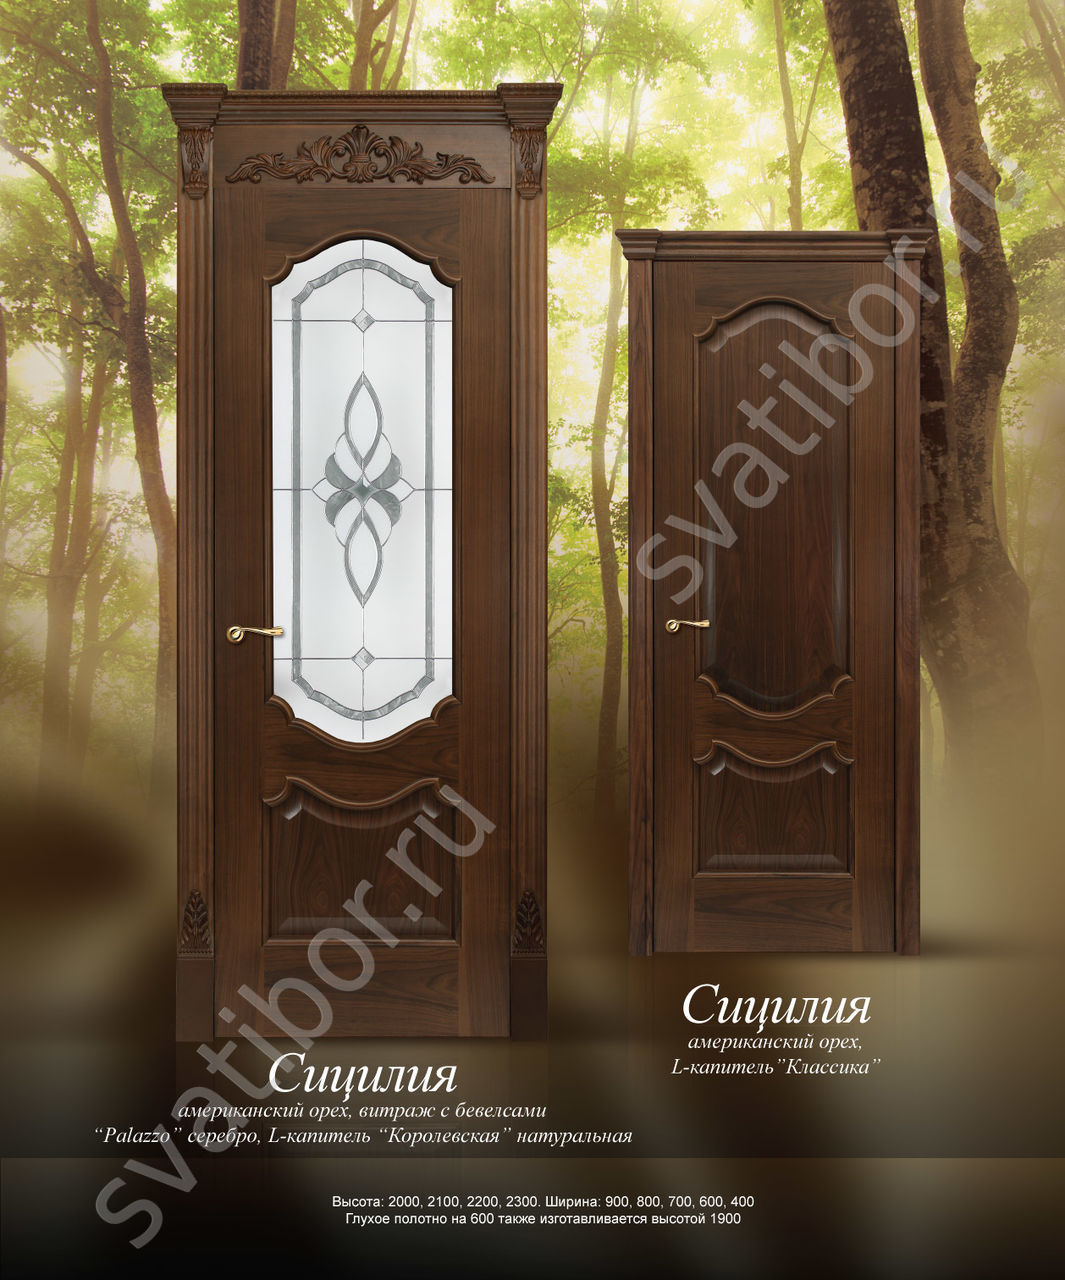 svatibor.ru
Сицилия
американский орех,
L-капитель”Классика”
svatibor.ru
Сицилия
американский орех, витраж с бевелсами
“Palazzo” серебро, L-капитель “Королевская” натуральная
Высота: 2000, 2100, 2200, 2300. Ширина: 900, 800, 700, 600, 400
Глухое полотно на 600 также изготавливается высотой 1900